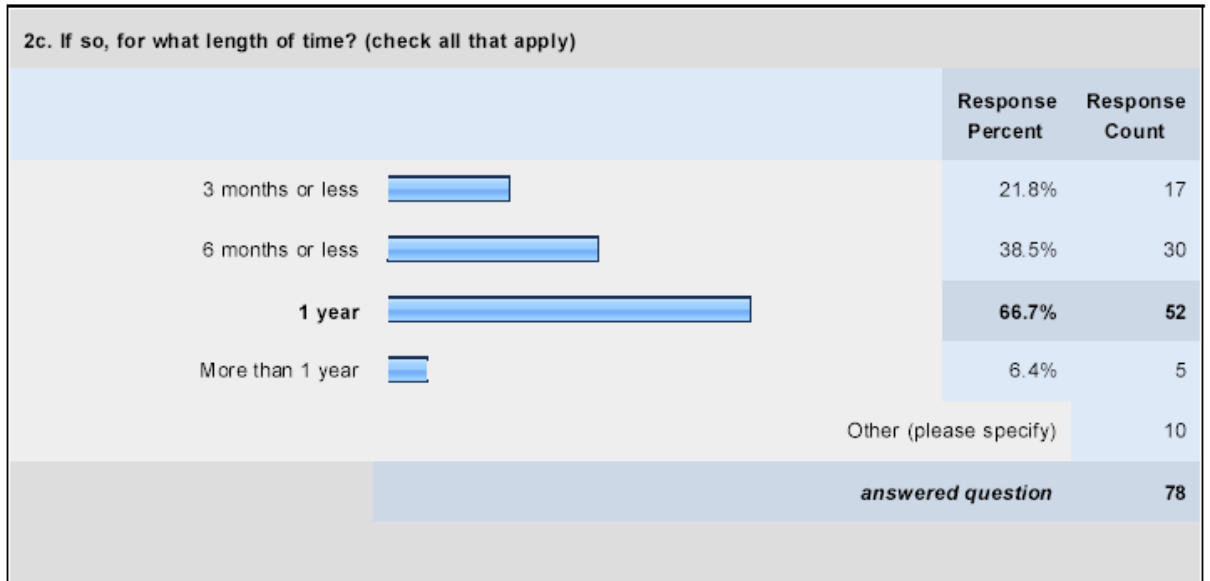 2c. If so, for what length of time? (check all that apply)
Response Percent
Response Count
3 months or less 21.8% 17
6 months or less 38.5% 30
1 year 66.7% 52
More than 1 year 6.4% 5
Other (please specify) 10
answered question 78